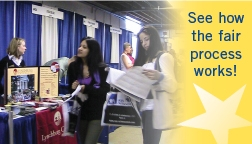 See how
the fair
process
works!